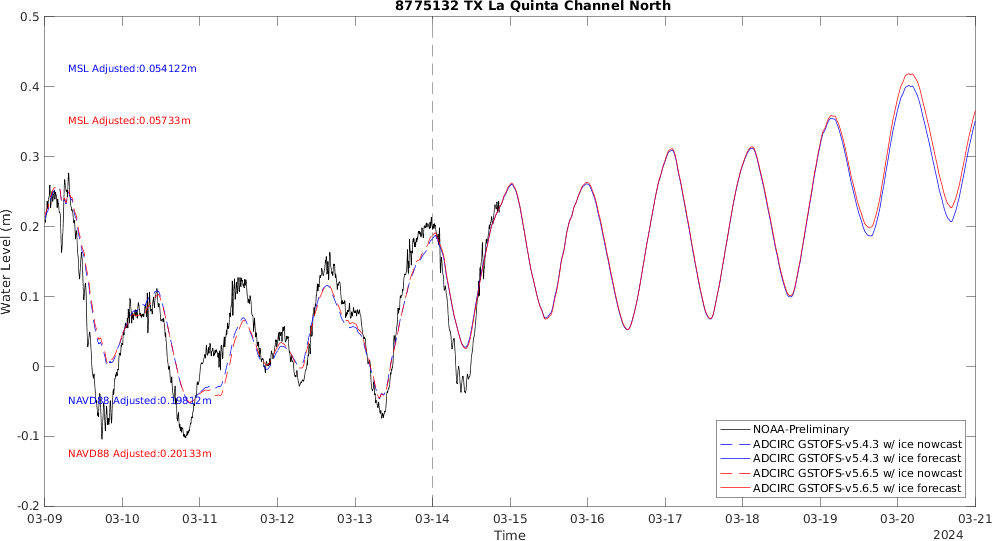 8775132 TX La Quinta Channel North
0.5
0.4
0.3
0.2
0.1
0
-0.1
-0.2
Water Level (m)
MSL Adjusted:0.054122m
MSL Adjusted:0.05733m
NAVD88 Adjusted:0.19812m
NAVD88 Adjusted:0.20133m
NOAA-Preliminary
ADCIRC GSTOFS-v5.4.3 w/ ice nowcast
ADCIRC GSTOFS-v5.4.3 w/ ice forecast
ADCIRC GSTOFS-v5.6.5 w/ ice nowcast
ADCIRC GSTOFS-v5.6.5 w/ ice forecast
03-09 03-10 03-11 03-12 03-13 03-14 03-15 03-16 03-17 03-18 03-19 03-20 03-21
Time
2024